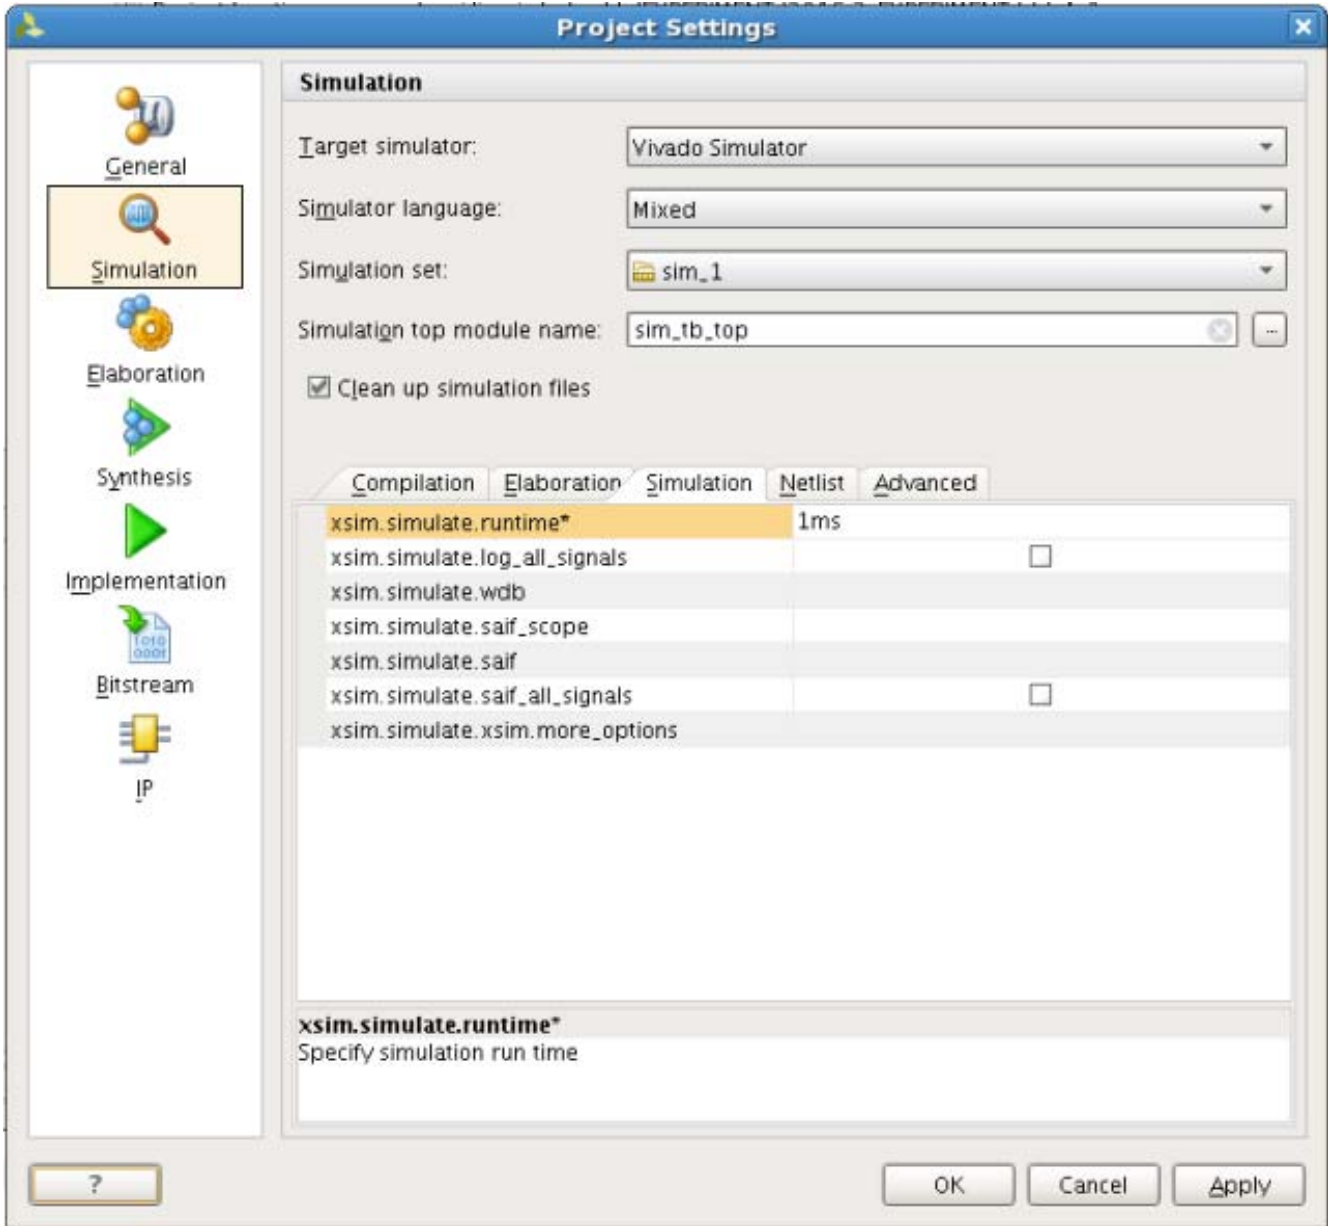 Project Settings
General
Simulation
Elaboration
Synthesis
Implementation
1010
0001
Bitstream
IP
Simulation
Target simulator: Vivado Simulator
Simulator language: Mixed
Simulation set: sim_1
Simulation top module name: sim_tb_top ...
Clean up simulation files
Compilation Elaboration Simulation Netlist Advanced
xsim.simulate.runtime* 1ms
xsim.simulate.log_all_signals
xsim.simulate.wdb
xsim.simulate.saif_scope
xsim.simulate.saif
xsim.simulate.saif_all_signals
xsim.simulate.xsim.more_options
xsim.simulate.runtime*
Specify simulation run time
? OK Cancel Apply